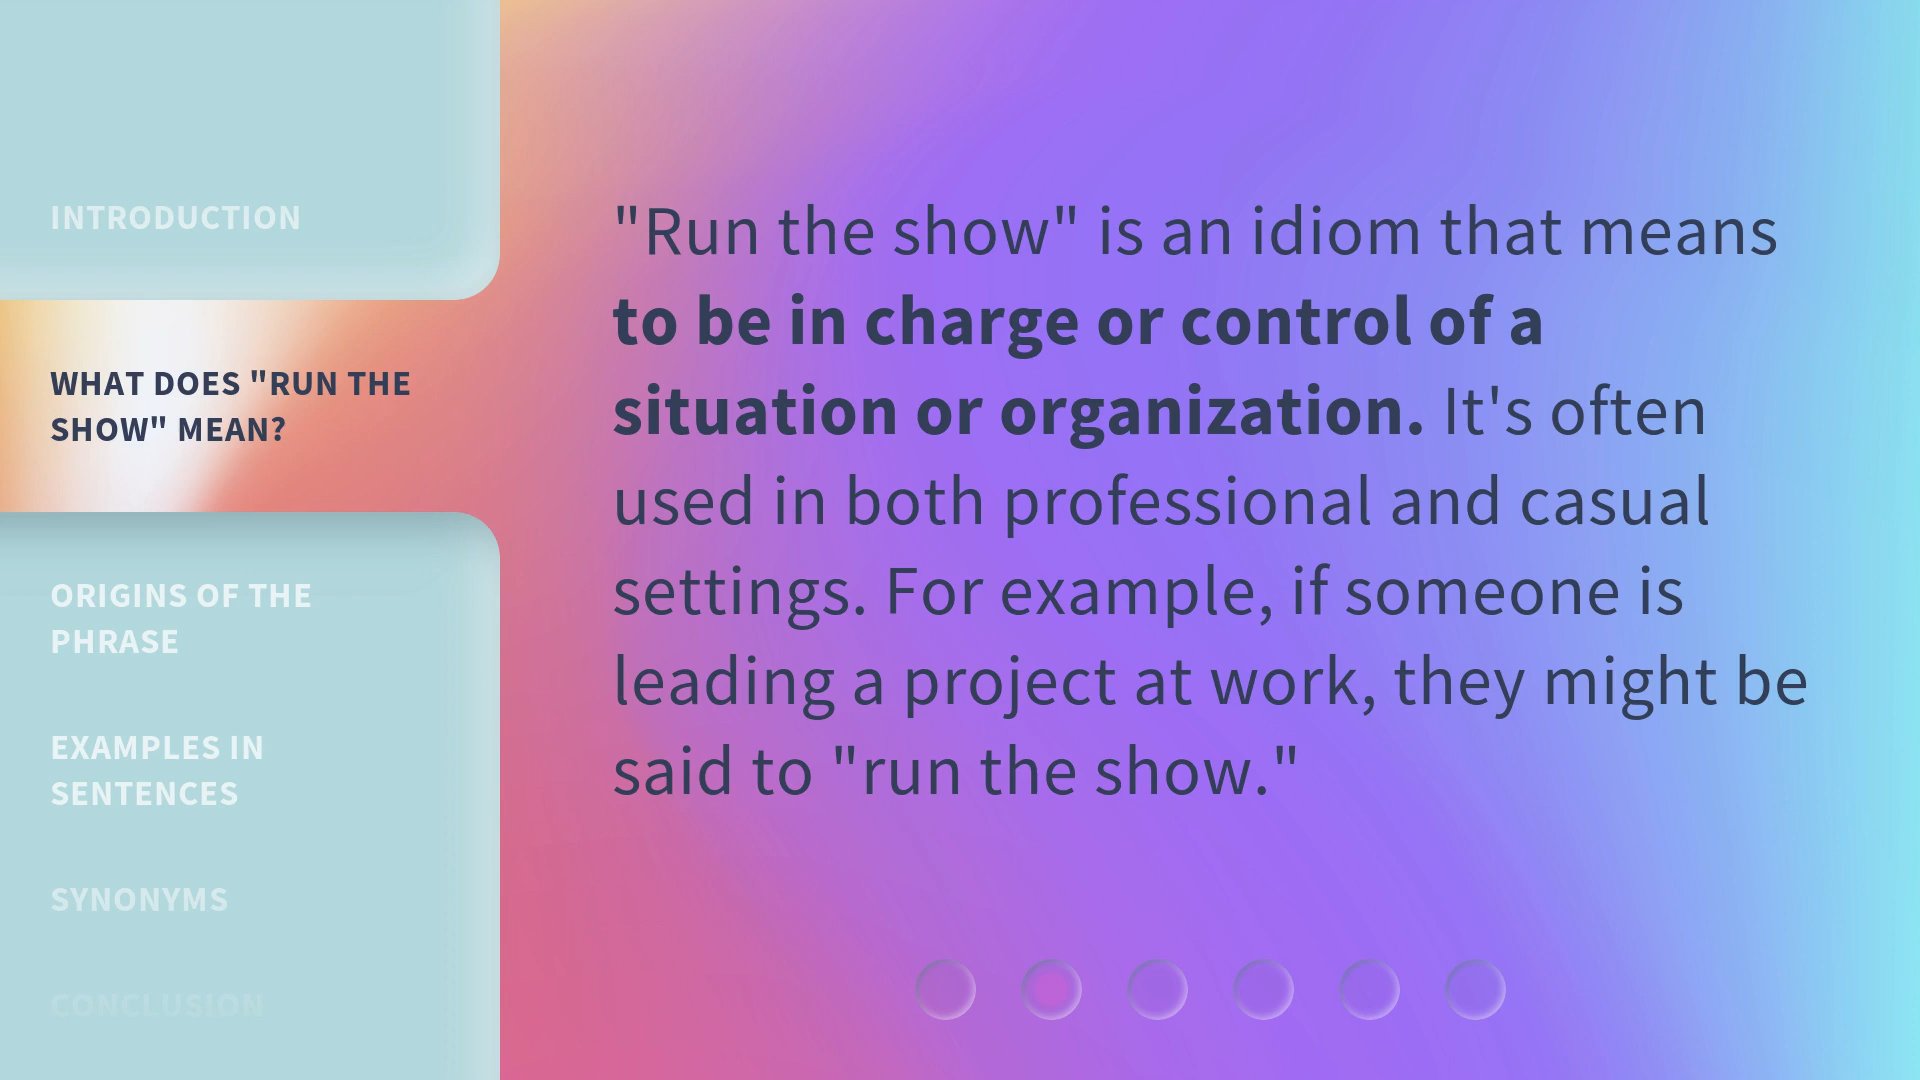 INTRODUCTION
WHAT DOES "RUN THE
SHOW" MEAN?
ORIGINS OF THE
PHRASE
EXAMPLES IN
SENTENCES
SYNONYMS
CONCLUSION
"Run the show" is an idiom that means
to be in charge or control of a
situation or organization. It's often
used in both professional and casual
settings. For example, if someone is
leading a project at work, they might be
said to "run the show."